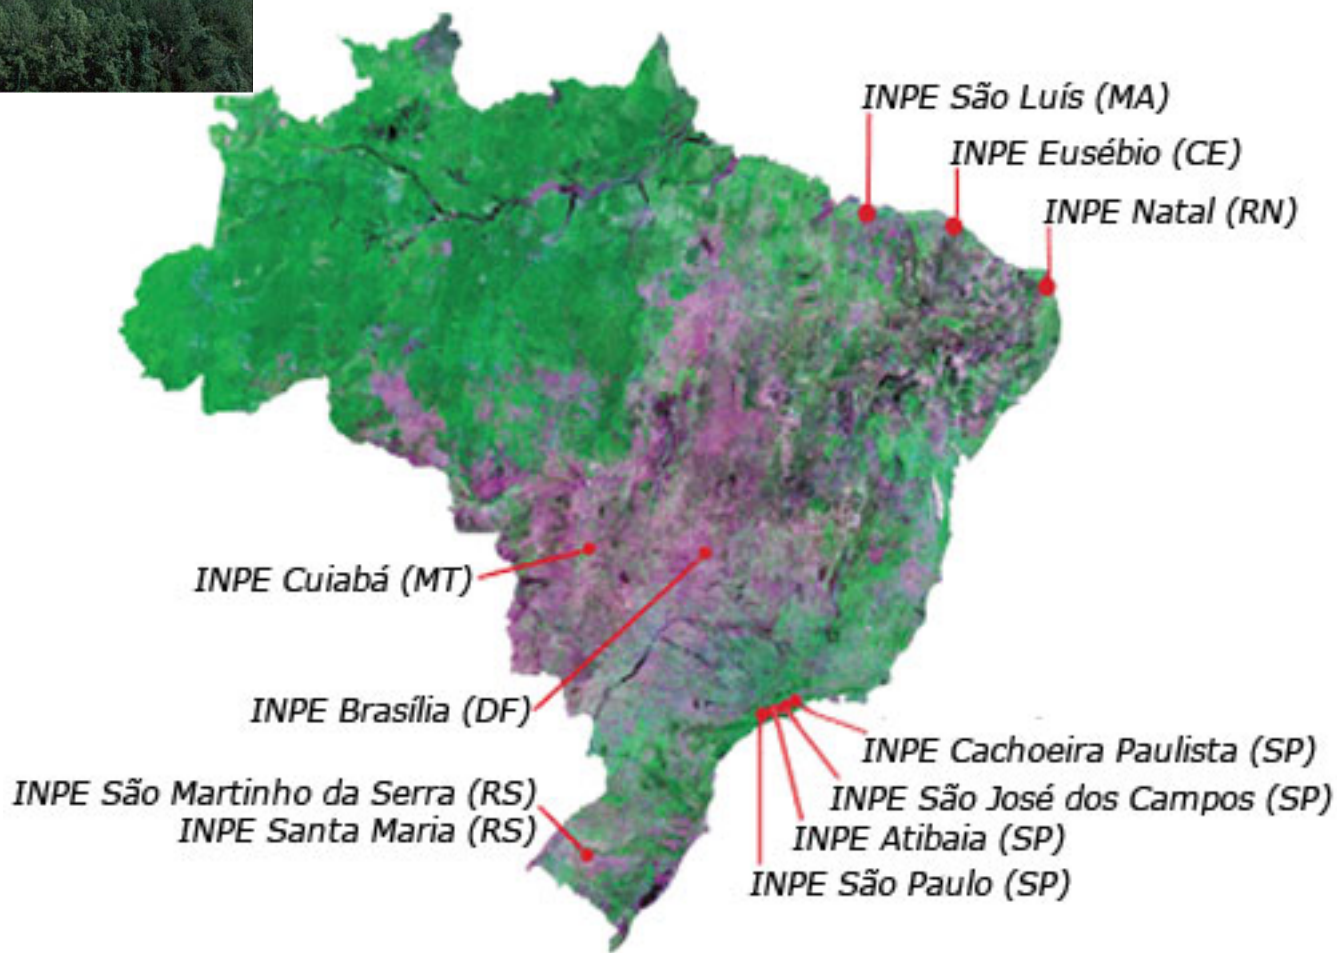 INPE São Luís (MA)
INPE Eusébio (CE)
INPE Natal (RN)
INPE Cuiabá (MT)
INPE Brasília (DF)
INPE Cachoeira Paulista (SP)
INPE São José dos Campos (SP)
INPE São Martinho da Serra (RS)
INPE Santa Maria (RS)
INPE Atibaia (SP)
INPE São Paulo (SP)